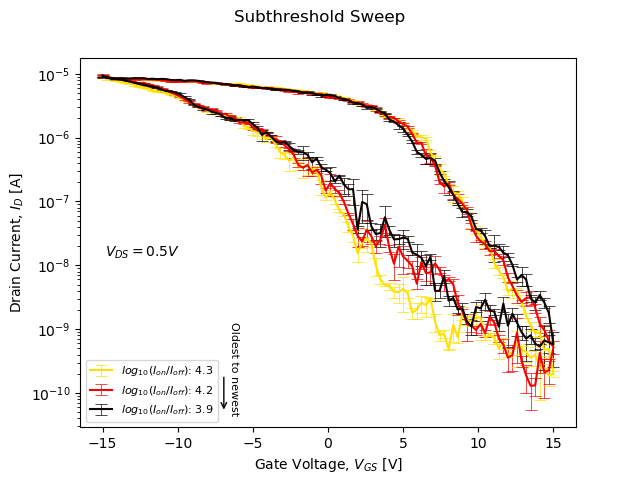 Subthreshold Sweep
Drain Current, I_D [A]
10⁻⁵
10⁻⁶
10⁻⁷
10⁻⁸
10⁻⁹
10⁻¹⁰
V_DS = 0.5V
Oldest to newest
log₁₀(I_on/I_off): 4.3
log₁₀(I_on/I_off): 4.2
log₁₀(I_on/I_off): 3.9
−15 −10 −5 0 5 10 15
Gate Voltage, V_GS [V]